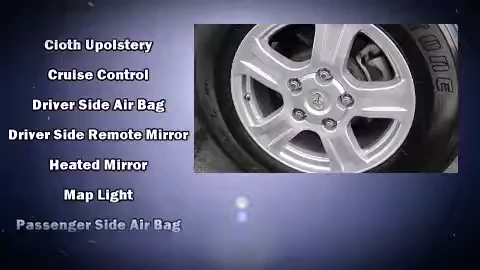 Cloth Upolstery
Cruise Control
Driver Side Air Bag
Driver Side Remote Mirror
Heated Mirror
Map Light
Passenger Side Air Bag
TONE